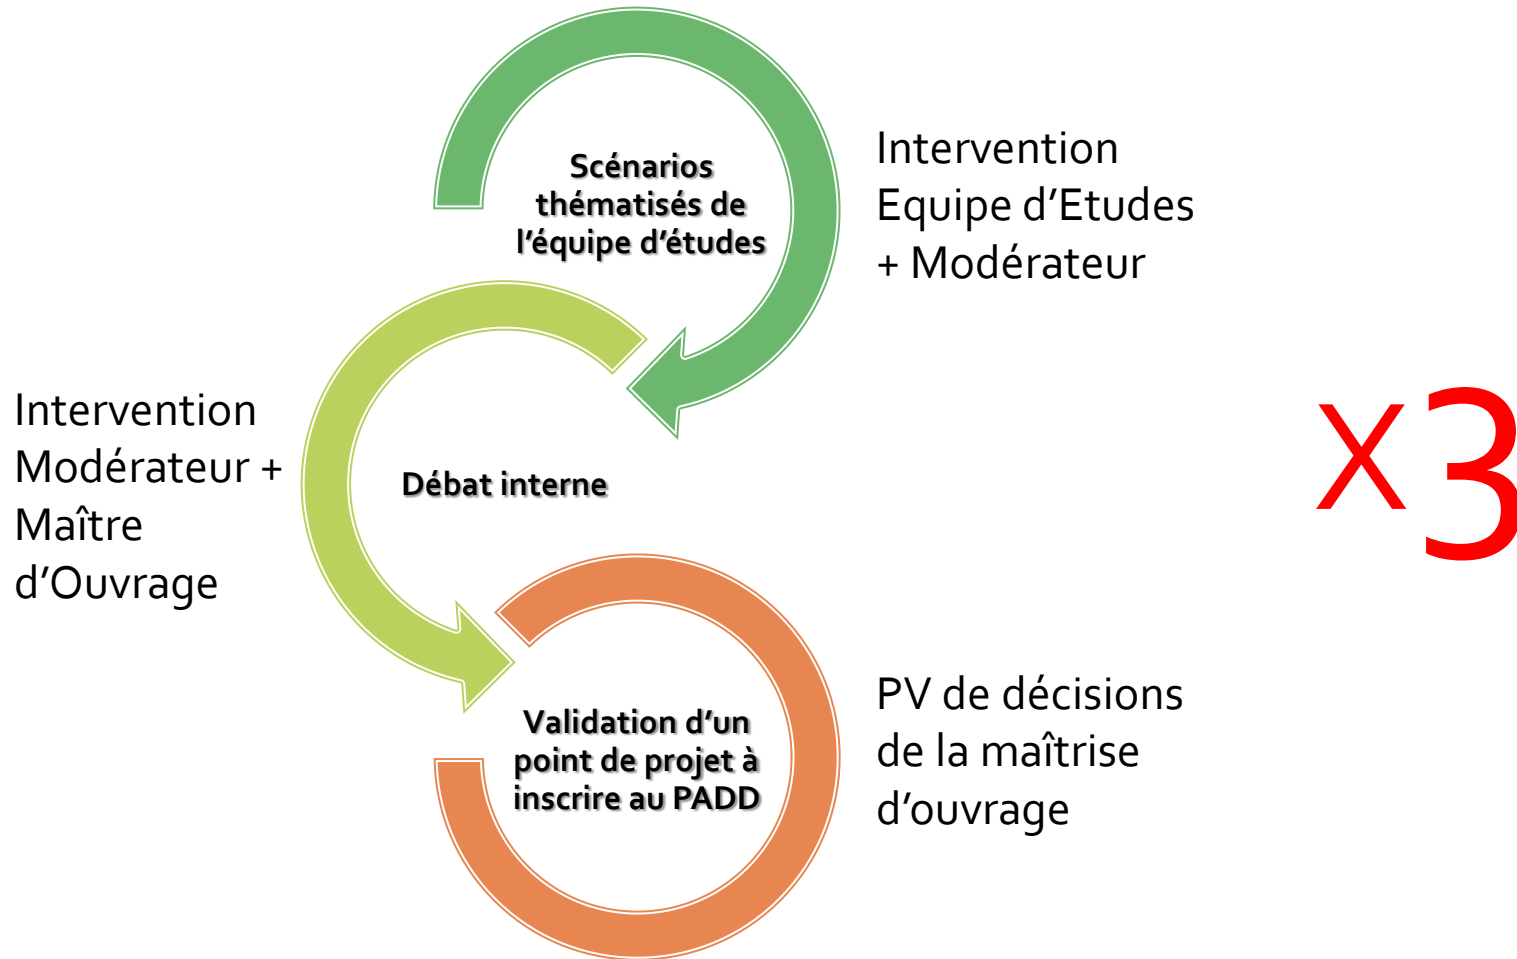 Scénarios
thématisés de
l’équipe d’études
Intervention
Equipe d’Etudes
+ Modérateur
Intervention
Modérateur +
Maître
d’Ouvrage
Débat interne
x3
Validation d’un
point de projet à
inscrire au PADD
PV de décisions
de la maîtrise
d’ouvrage